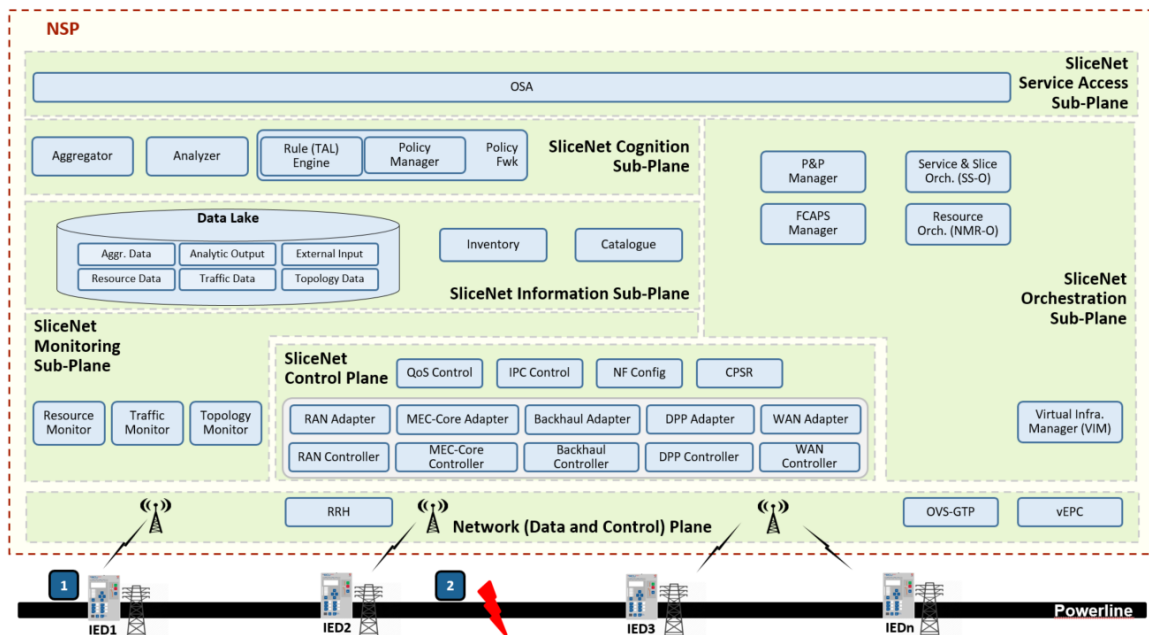 NSP
SliceNet
Service Access
Sub-Plane
OSA
Aggregator
Analyzer
Rule (TAL)
Engine
Policy
Manager
Policy
Fwk
SliceNet Cognition
Sub-Plane
P&P
Manager
Service & Slice
Orch. (SS-O)
FCAPS
Manager
Resource
Orch. (NMR-O)
SliceNet
Orchestration
Sub-Plane
Data Lake
Aggr. Data
Analytic Output
External Input
Resource Data
Traffic Data
Topology Data
Inventory
Catalogue
SliceNet Information Sub-Plane
SliceNet
Monitoring
Sub-Plane
Resource
Monitor
Traffic
Monitor
Topology
Monitor
SliceNet
Control Plane
QoS Control
IPC Control
NF Config
CPSR
RAN Adapter
MEC-Core Adapter
Backhaul Adapter
DPP Adapter
WAN Adapter
RAN Controller
MEC-Core
Controller
Backhaul
Controller
DPP Controller
WAN
Controller
Virtual Infra.
Manager (VIM)
RRH
Network (Data and Control) Plane
OVS-GTP
vEPC
1
2
IED1
IED2
IED3
IEDn
Powerline